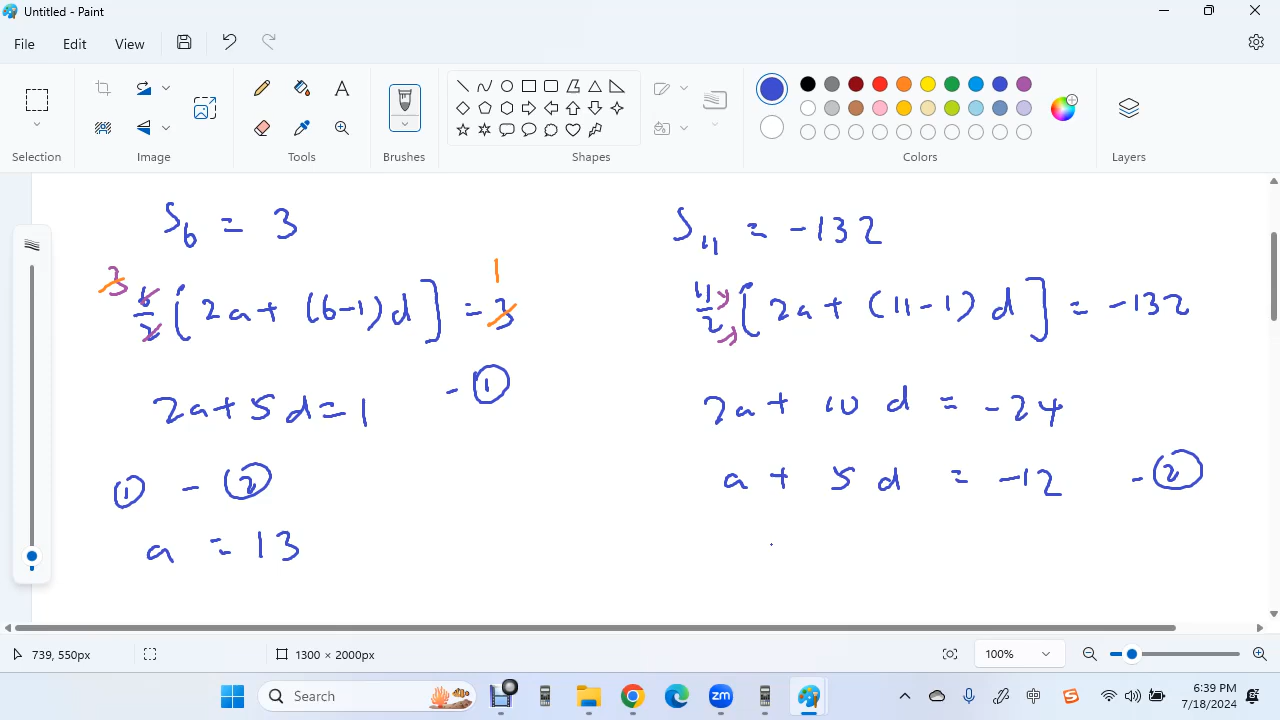 Untitled - Paint
File Edit View
Selection Image Tools Brushes Shapes Colors Layers
S₆ = 3
6/2 [2a + (6-1)d] = 3
3 1
2a + 5d = 1 - ①
① - ②
a = 13
S₁₁ = -132
11/2 [2a + (11-1)d] = -132
2a + 10d = -24
a + 5d = -12 - ②
739, 550px
1300 × 2000px
100%
Search
zm
中
S
6:39 PM
7/18/2024